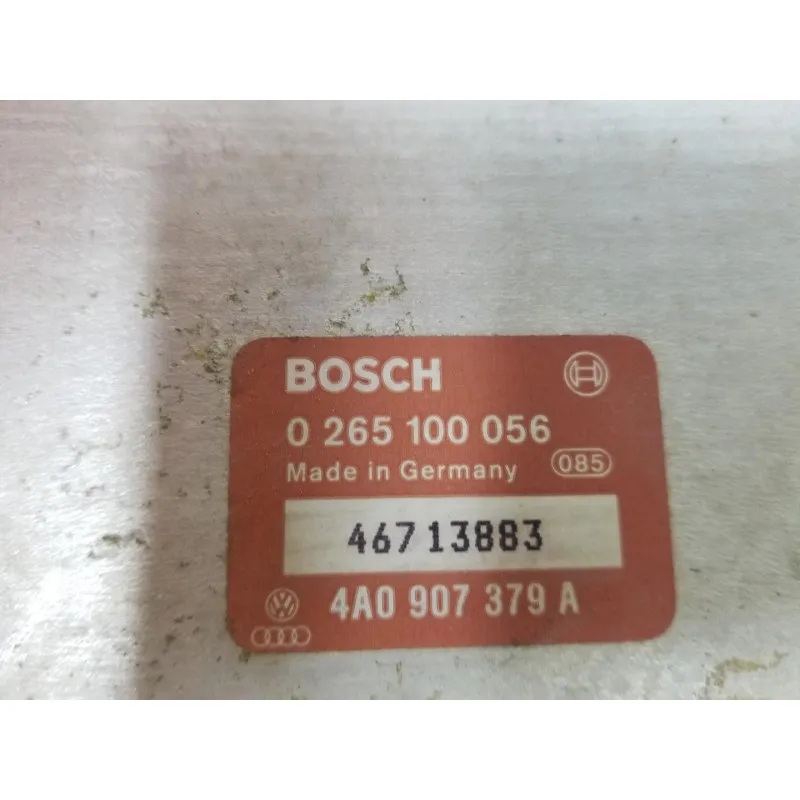 BOSCH
0 265 100 056
Made in Germany 085
46713883
4A0 907 379 A